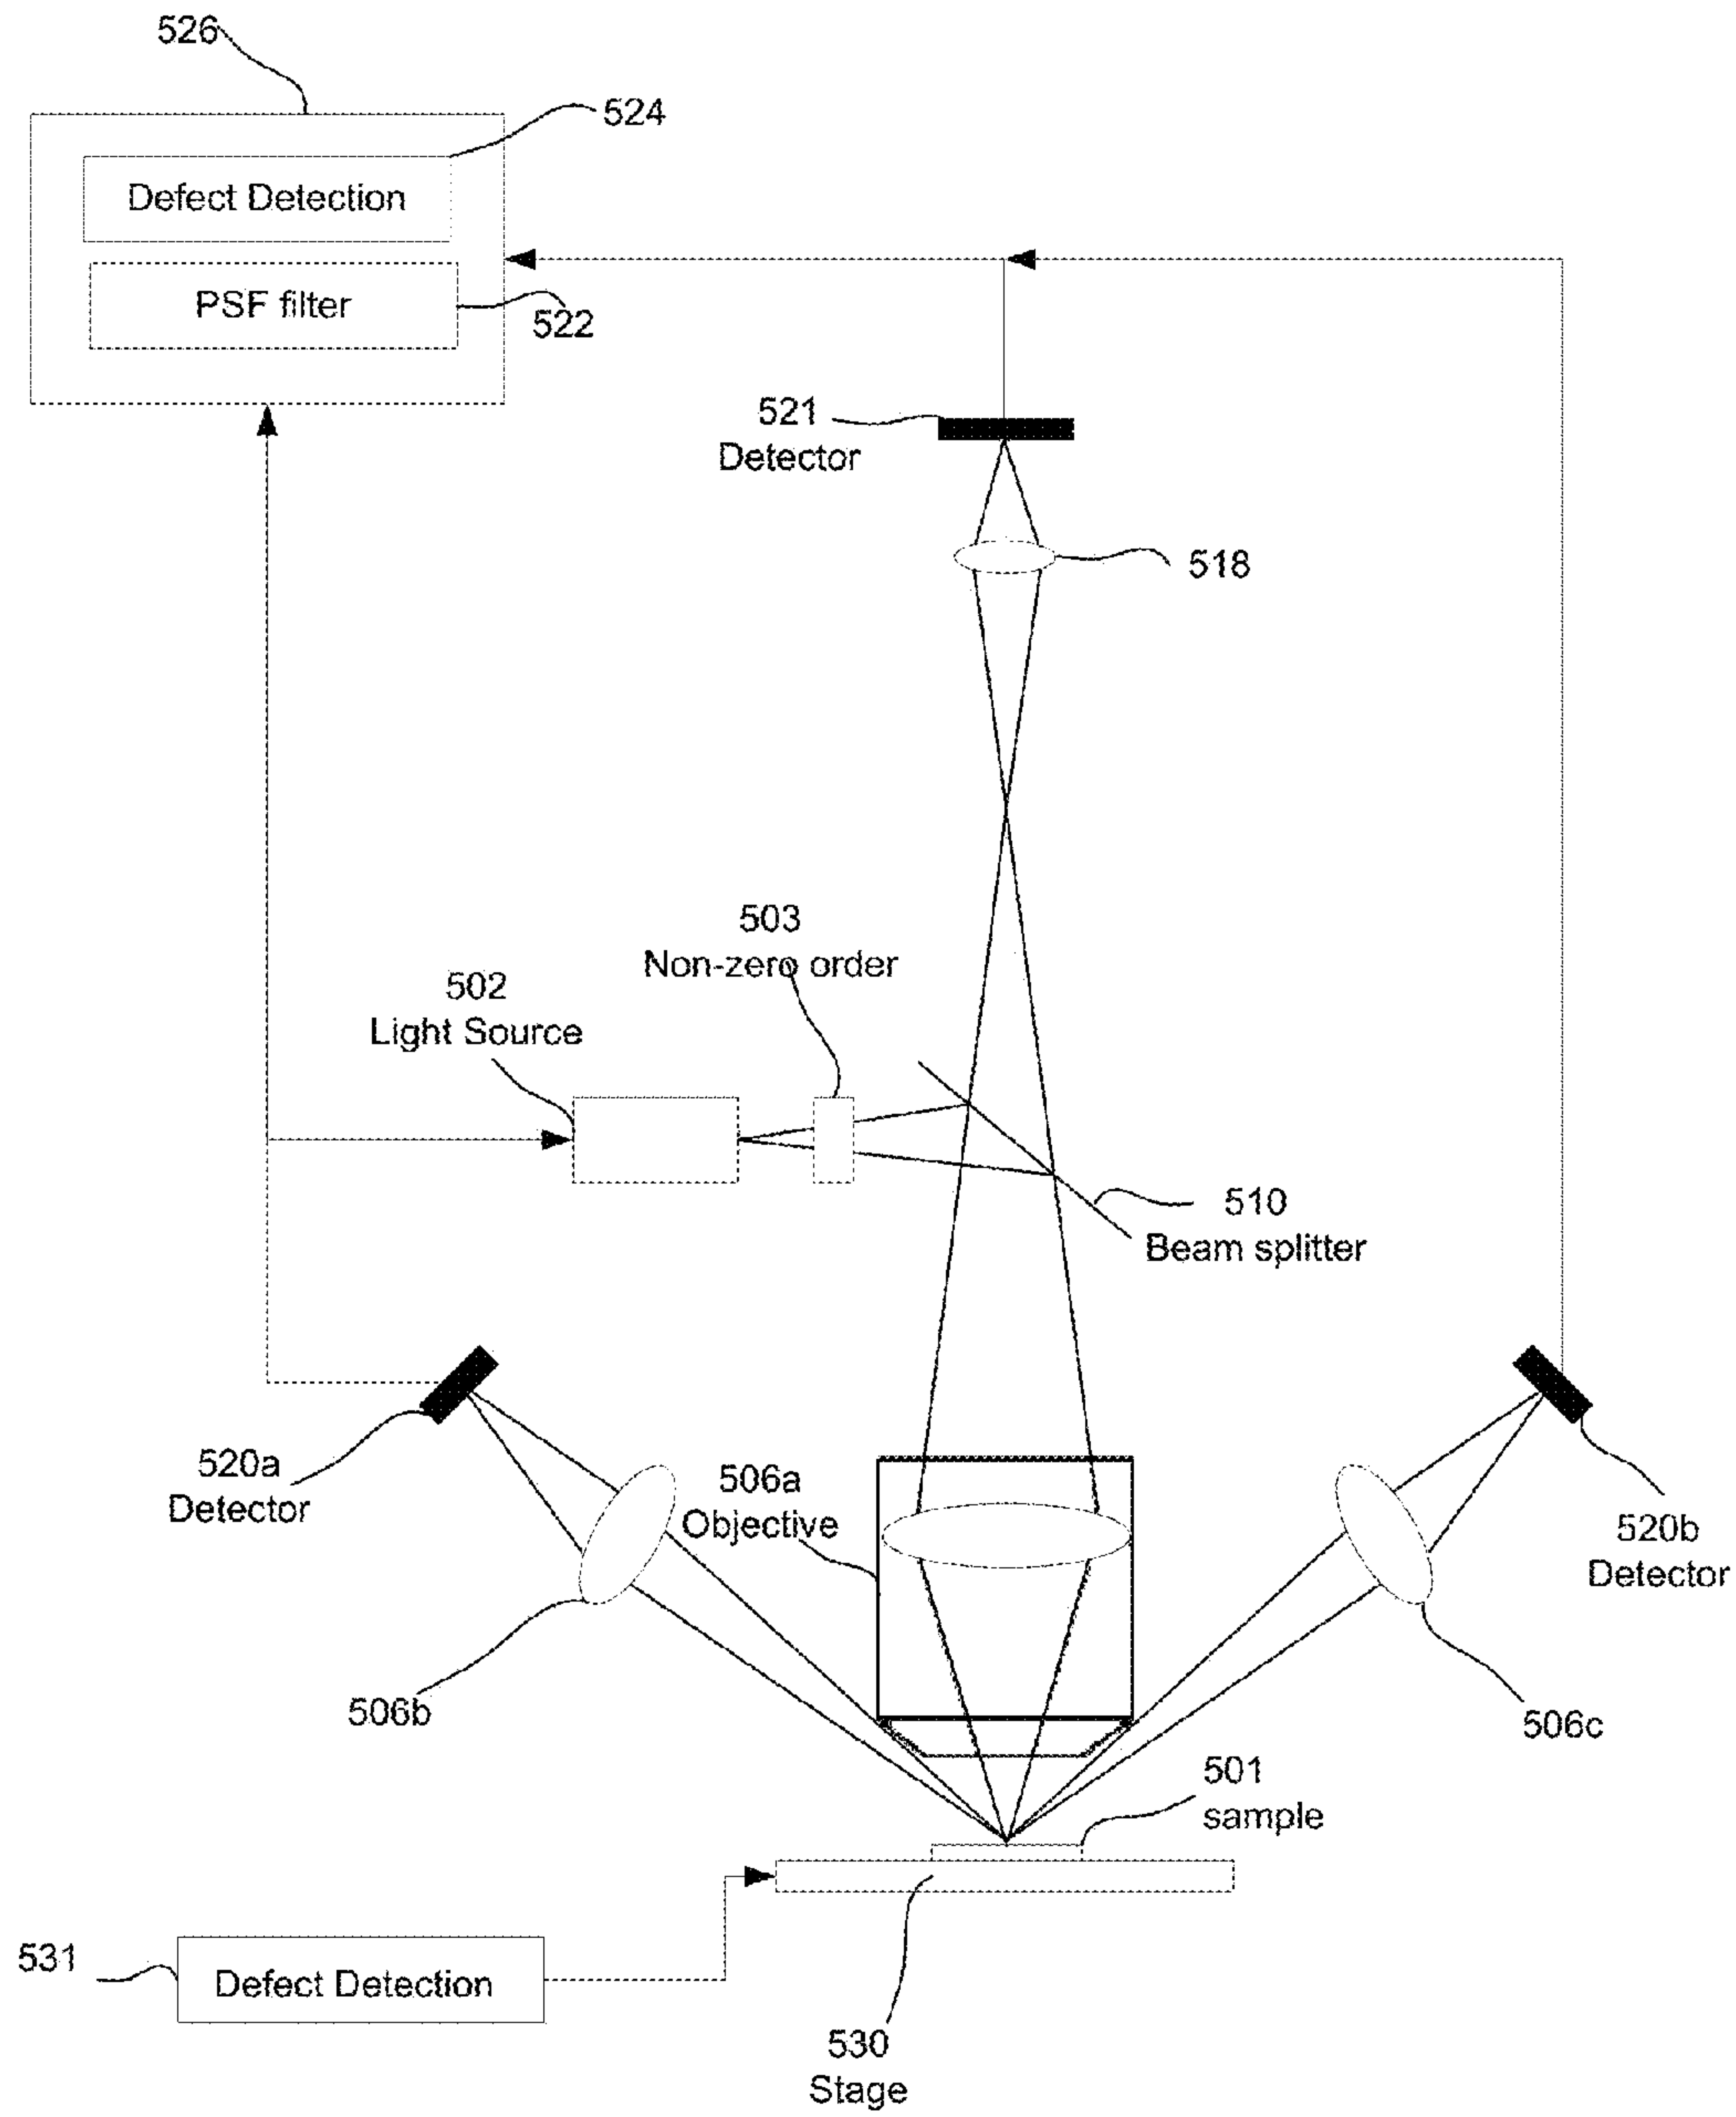 526
524
Defect Detection
PSF filter
522
521
Detector
518
503
Non-zero order
502
Light Source
510
Beam splitter
520a
Detector
506a
Objective
520b
Detector
506b
506c
501
sample
531
Defect Detection
530
Stage